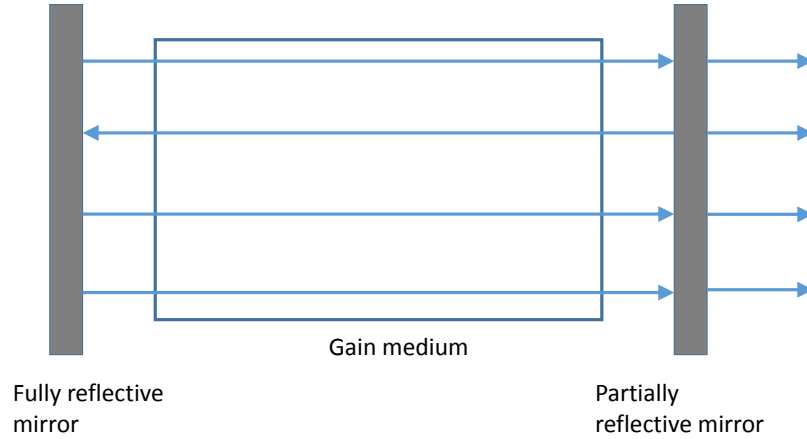 Gain medium
Fully reflective
mirror
Partially
reflective mirror